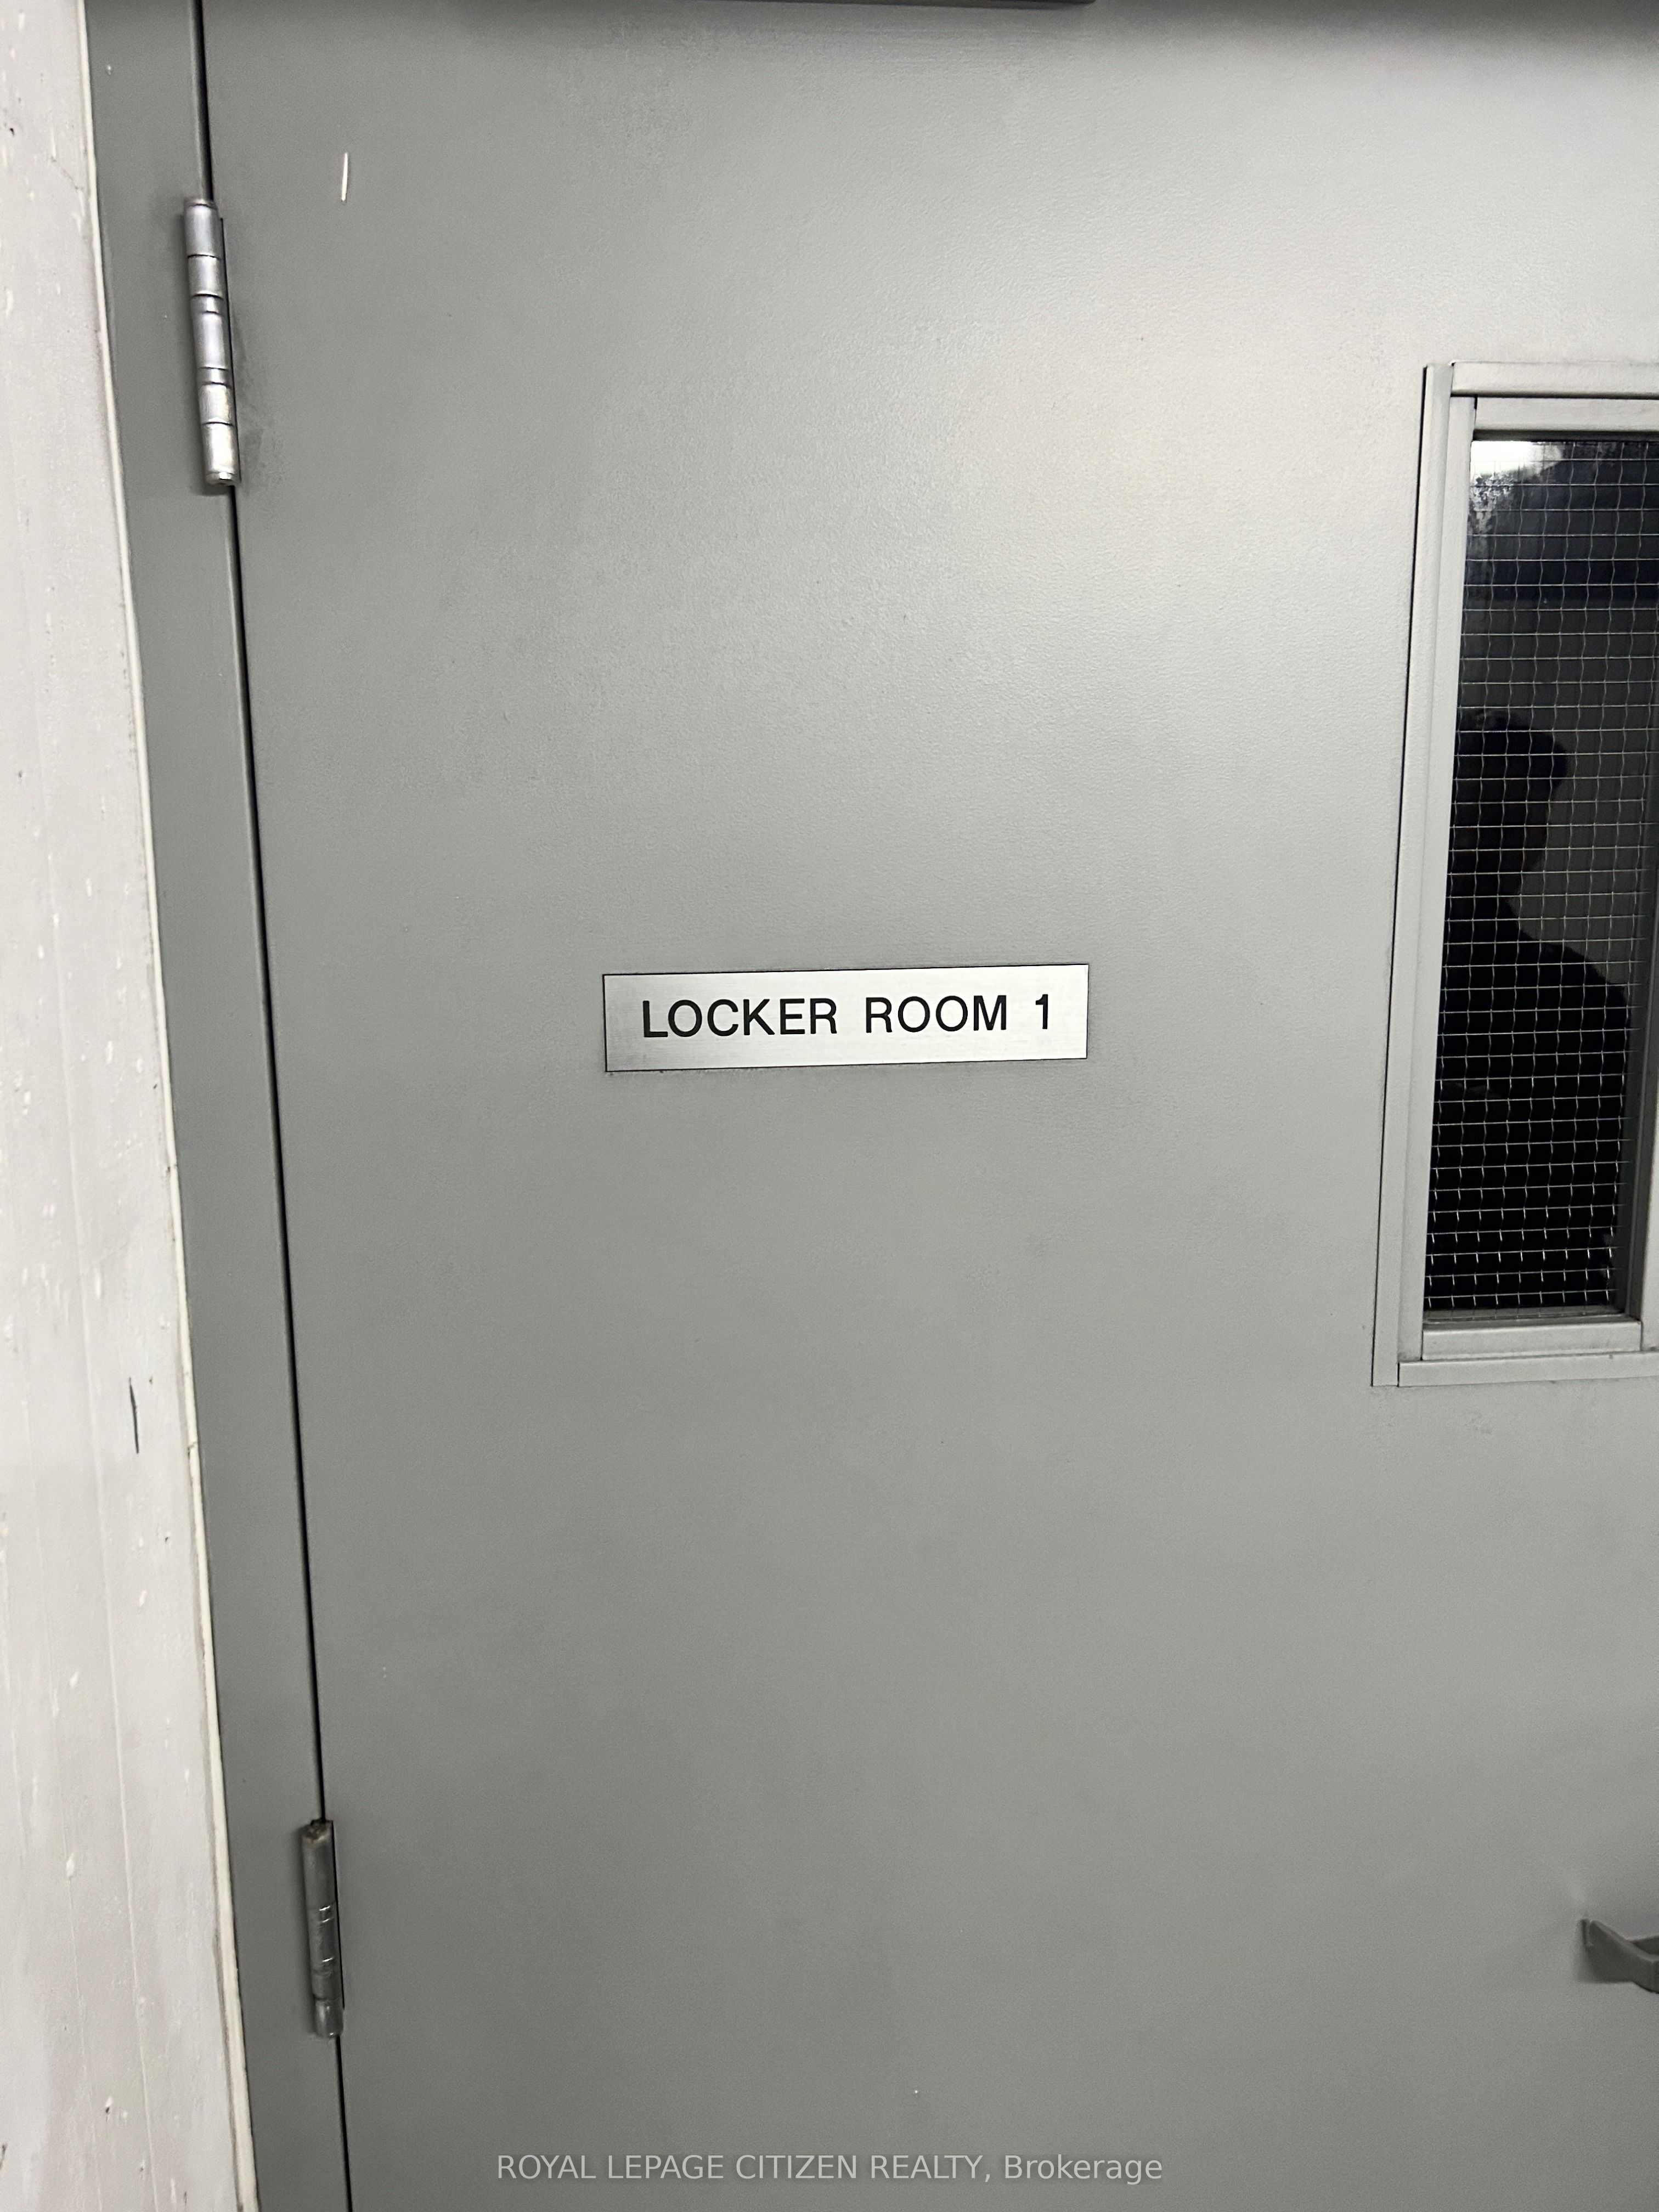 LOCKER ROOM 1
ROYAL LEPAGE CITIZEN REALTY, Brokerage